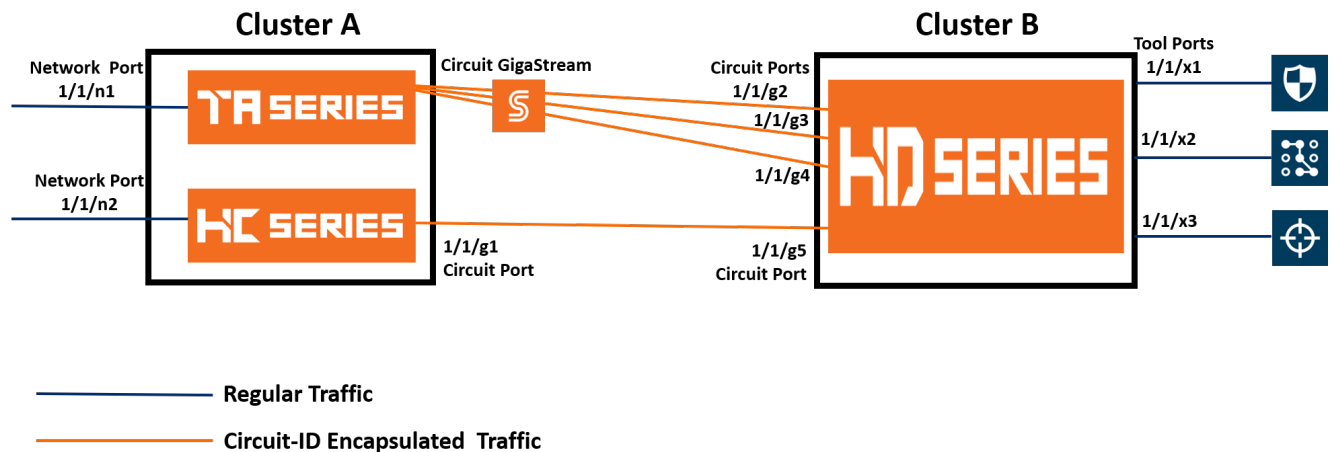 Cluster A
Cluster B
Network Port
1/1/n1
TA SERIES
Circuit GigaStream
S
Circuit Ports
1/1/g2
1/1/g3
1/1/g4
HD SERIES
Tool Ports
1/1/x1
1/1/x2
1/1/x3
Network Port
1/1/n2
HC SERIES
1/1/g1
Circuit Port
1/1/g5
Circuit Port
Regular Traffic
Circuit-ID Encapsulated Traffic